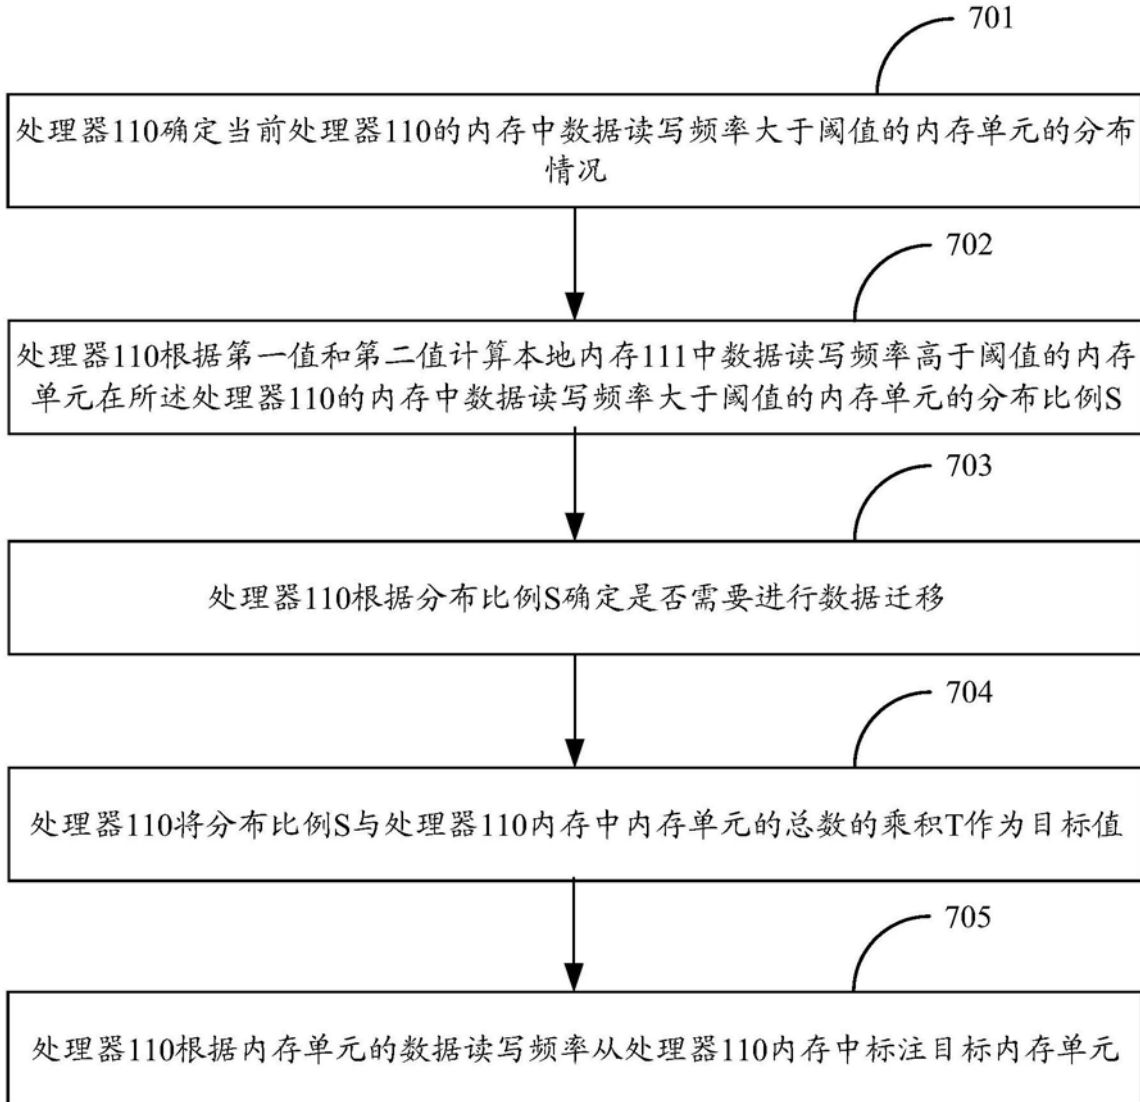 701
处理器110确定当前处理器110的内存中数据读写频率大于阈值的内存单元的分布
情况
702
处理器110根据第一值和第二值计算本地内存111中数据读写频率高于阈值的内存
单元在所述处理器110的内存中数据读写频率大于阈值的内存单元的分布比例S
703
处理器110根据分布比例S确定是否需要进行数据迁移
704
处理器110将分布比例S与处理器110内存中内存单元的总数的乘积T作为目标值
705
处理器110根据内存单元的数据读写频率从处理器110内存中标注目标内存单元